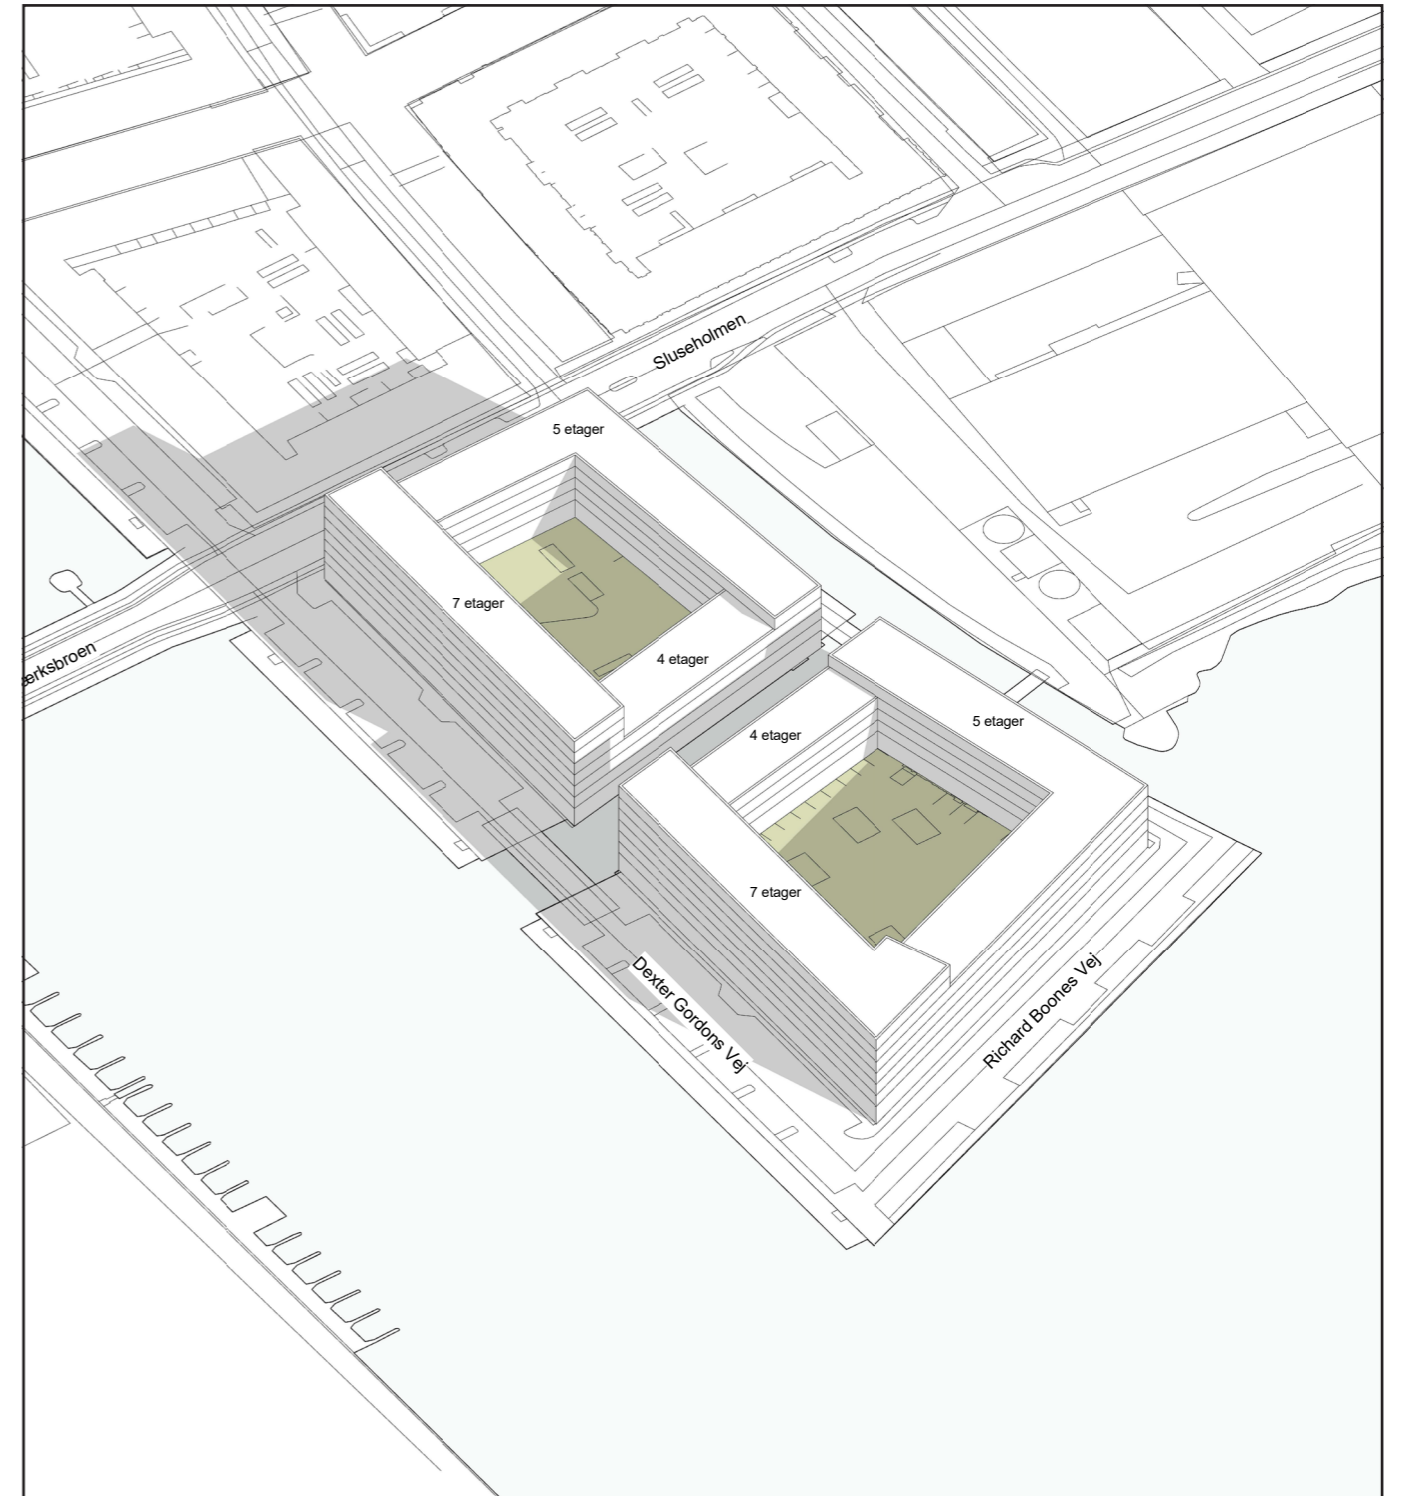 Sluseholmen
5 etager
7 etager
4 etager
ærksbroen
5 etager
4 etager
7 etager
Dexter Gordons Vej
Richard Boones Vej